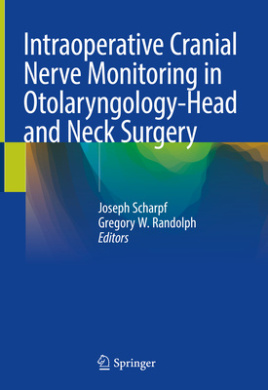 Intraoperative Cranial
Nerve Monitoring in
Otolaryngology-Head
and Neck Surgery
Joseph Scharpf
Gregory W. Randolph
Editors
Springer